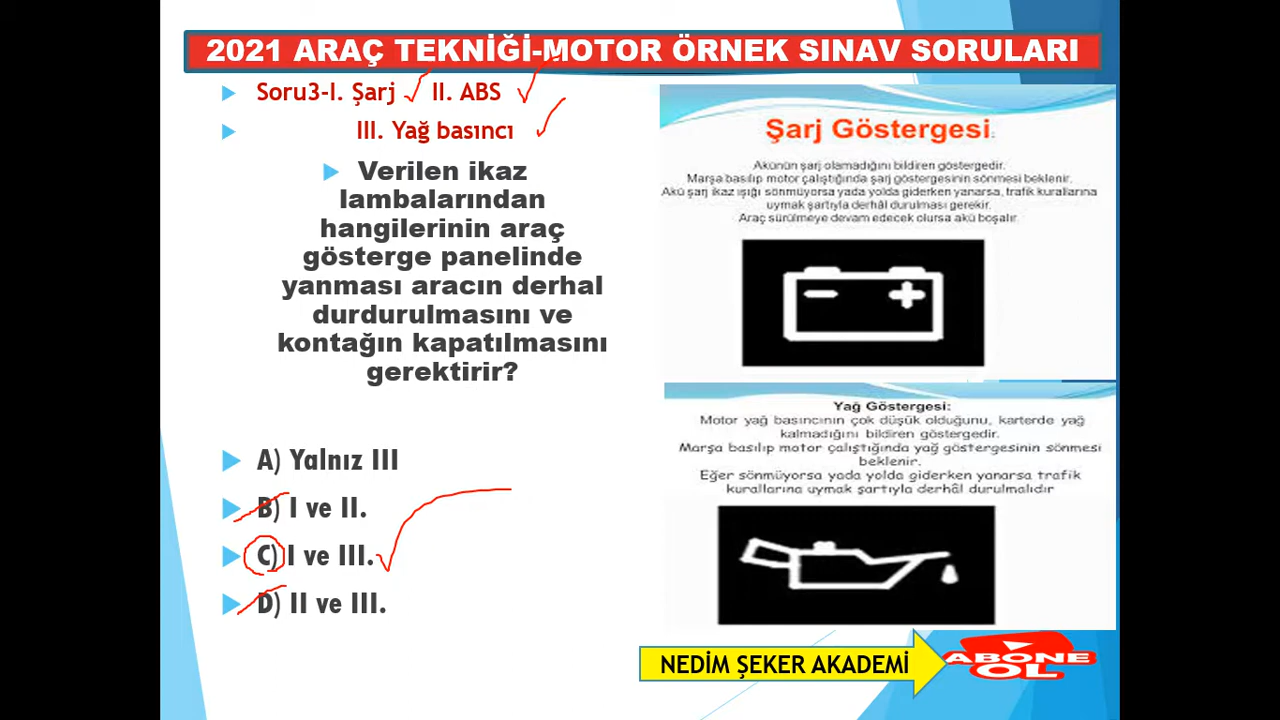 2021 ARAÇ TEKNİĞİ-MOTOR ÖRNEK SINAV SORULARI
Soru3-I. Şarj II. ABS
III. Yağ basıncı
Verilen ikaz
lambalarından
hangilerinin araç
gösterge panelinde
yanması aracın derhal
durdurulmasını ve
kontağın kapatılmasını
gerektirir?
A) Yalnız III
B) I ve II.
C) I ve III.
D) II ve III.
Şarj Göstergesi:
Akünün şarj olamadığını bildiren göstergedir.
Marşa basılıp motor çalıştığında şarj göstergesinin sönmesi beklenir.
Akü şarj ikaz ışığı sönmüyorsa yada yolda giderken yanarsa, trafik kurallarına
uymak şartıyla derhâl durulması gerekir.
Araç sürülmeye devam edecek olursa akü boşalır.
Yağ Göstergesi:
Motor yağ basıncının çok düşük olduğunu, karterde yağ
kalmadığını bildiren göstergedir.
Marşa basılıp motor çalıştığında yağ göstergesinin sönmesi
beklenir.
Eğer sönmüyorsa yada yolda giderken yanarsa trafik
kurallarına uymak şartıyla derhâl durulmalıdır
NEDİM ŞEKER AKADEMİ
ABONE
OL